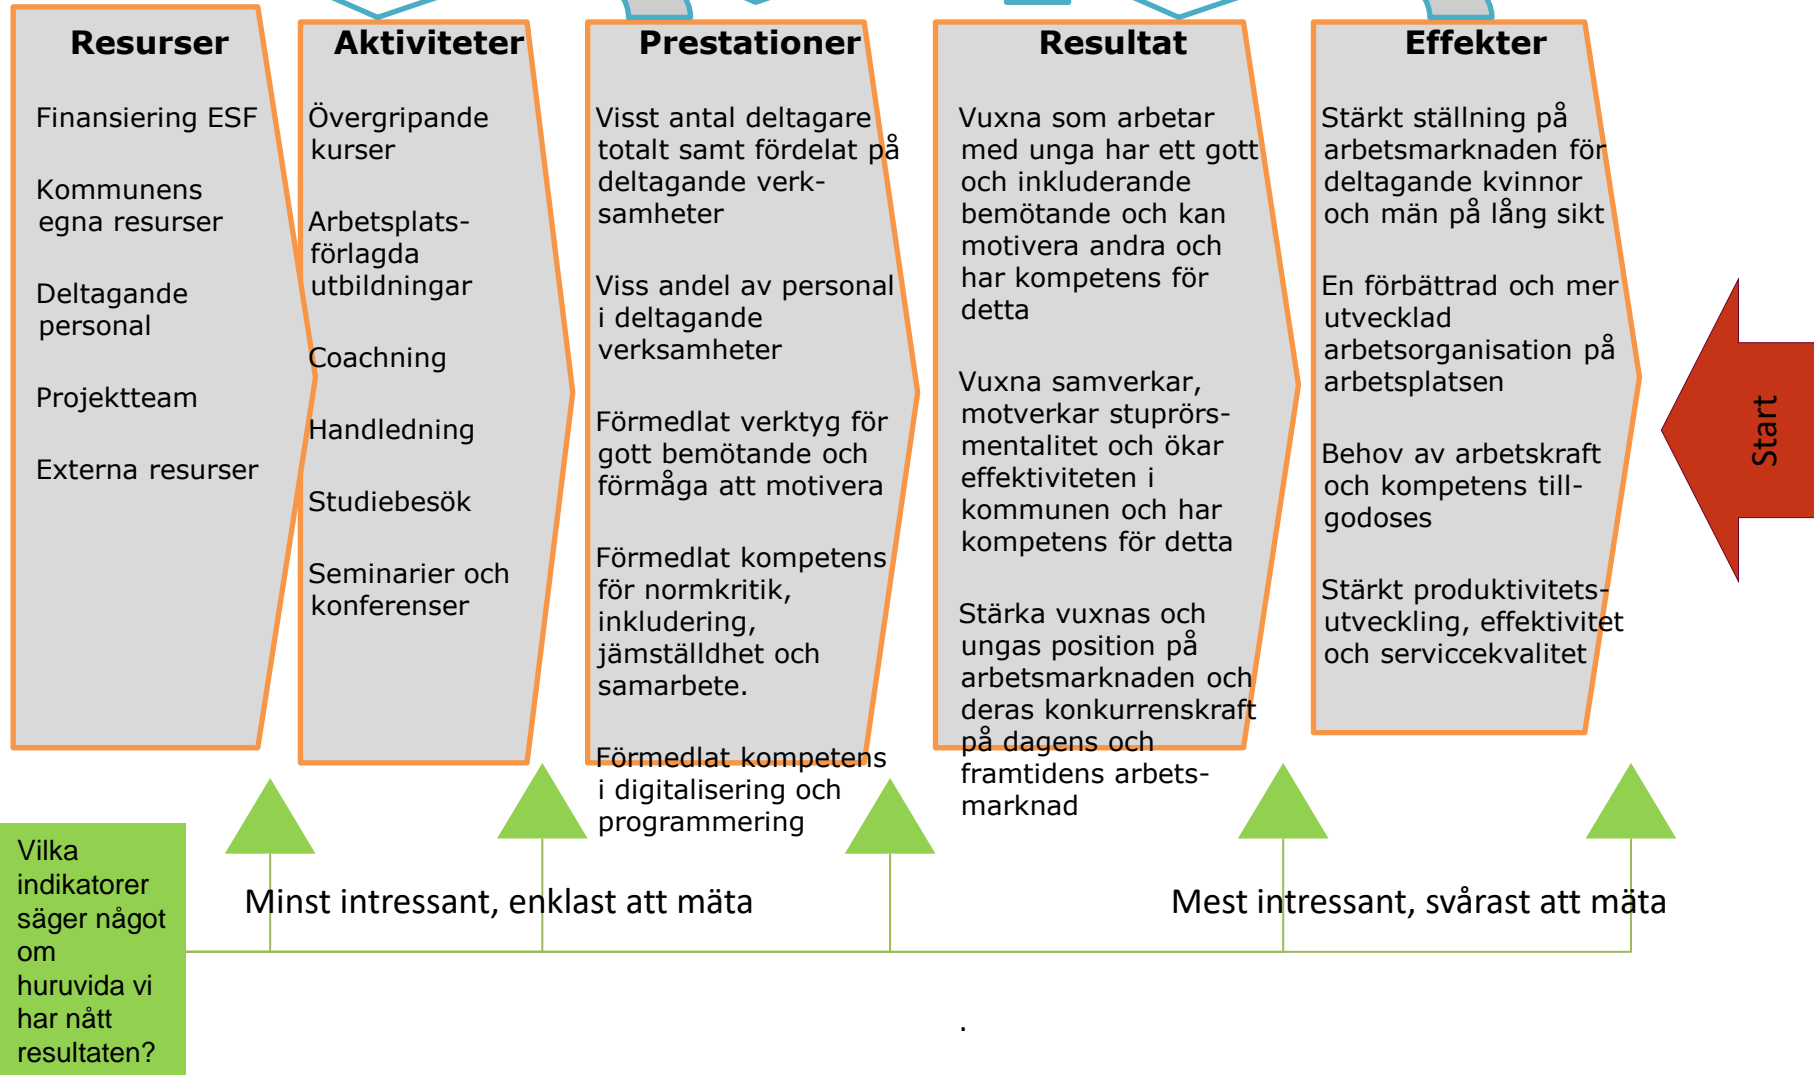 Resurser
Finansiering ESF
Kommunens
egna resurser
Deltagande
personal
Projektteam
Externa resurser
Aktiviteter
Övergripande
kurser
Arbetsplats-
förlagda
utbildningar
Coachning
Handledning
Studiebesök
Seminarier och
konferenser
Prestationer
Visst antal deltagare
totalt samt fördelat på
deltagande verk-
samheter
Viss andel av personal
i deltagande
verksamheter
Förmedlat verktyg för
gott bemötande och
förmåga att motivera
Förmedlat kompetens
för normkritik,
inkludering,
jämställdhet och
samarbete.
Förmedlat kompetens
i digitalisering och
programmering
Resultat
Vuxna som arbetar
med unga har ett gott
och inkluderande
bemötande och kan
motivera andra och
har kompetens för
detta
Vuxna samverkar,
motverkar stuprörs-
mentalitet och ökar
effektiviteten i
kommunen och har
kompetens för detta
Stärka vuxnas och
ungas position på
arbetsmarknaden och
deras konkurrenskraft
på dagens och
framtidens arbets-
marknad
Effekter
Stärkt ställning på
arbetsmarknaden för
deltagande kvinnor
och män på lång sikt
En förbättrad och mer
utvecklad
arbetsorganisation på
arbetsplatsen
Behov av arbetskraft
och kompetens till-
godoses
Stärkt produktivitets-
utveckling, effektivitet
och serviccekvalitet
Start
Vilka
indikatorer
säger något
om
huruvida vi
har nått
resultaten?
Minst intressant, enklast att mäta
Mest intressant, svårast att mäta
.